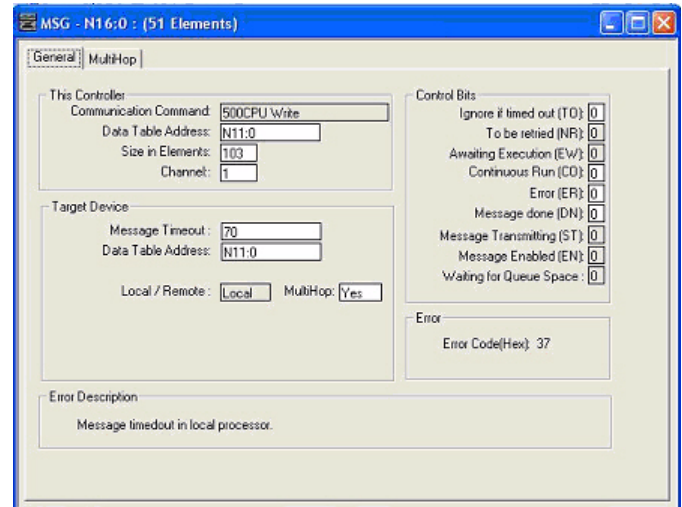 MSG - N16:0 : (51 Elements)
General MultiHop
This Controller
Communication Command: 500CPU Write
Data Table Address: N11:0
Size in Elements: 103
Channel: 1
Target Device
Message Timeout : 70
Data Table Address: N11:0
Local / Remote : Local MultiHop: Yes
Control Bits
Ignore if timed out (TO): 0
To be retried (NR): 0
Awaiting Execution (EW): 0
Continuous Run (CO): 0
Error (ER): 0
Message done (DN): 0
Message Transmitting (ST): 0
Message Enabled (EN): 0
Waiting for Queue Space : 0
Error
Error Code(Hex): 37
Error Description
Message timedout in local processor.